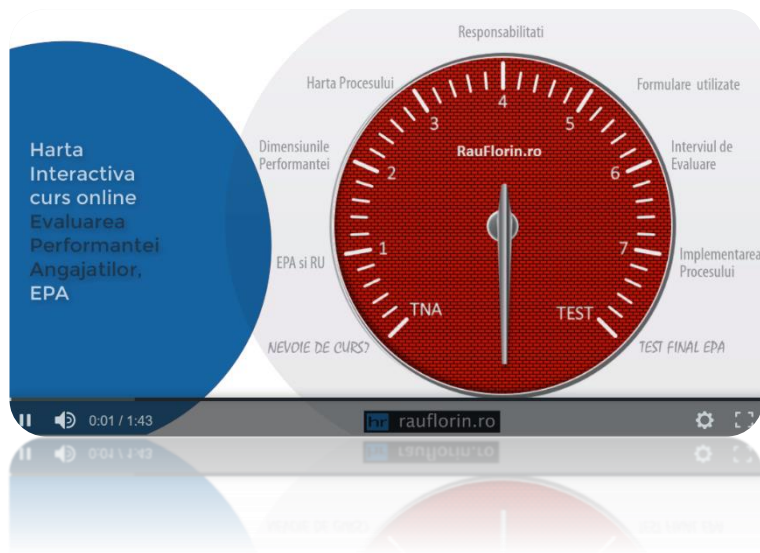 Responsabilitati
Harta Procesului
Formulare utilizate
Dimensiunile
Performantei
Interviul de
Evaluare
EPA si RU
Implementarea
Procesului
NEVOIE DE CURS?
TEST FINAL EPA
RauFlorin.ro
TNA
1
2
3
4
5
6
7
TEST
Harta
Interactiva
curs online
Evaluarea
Performantei
Angajatilor,
EPA
0:01 / 1:43
hr rauflorin.ro